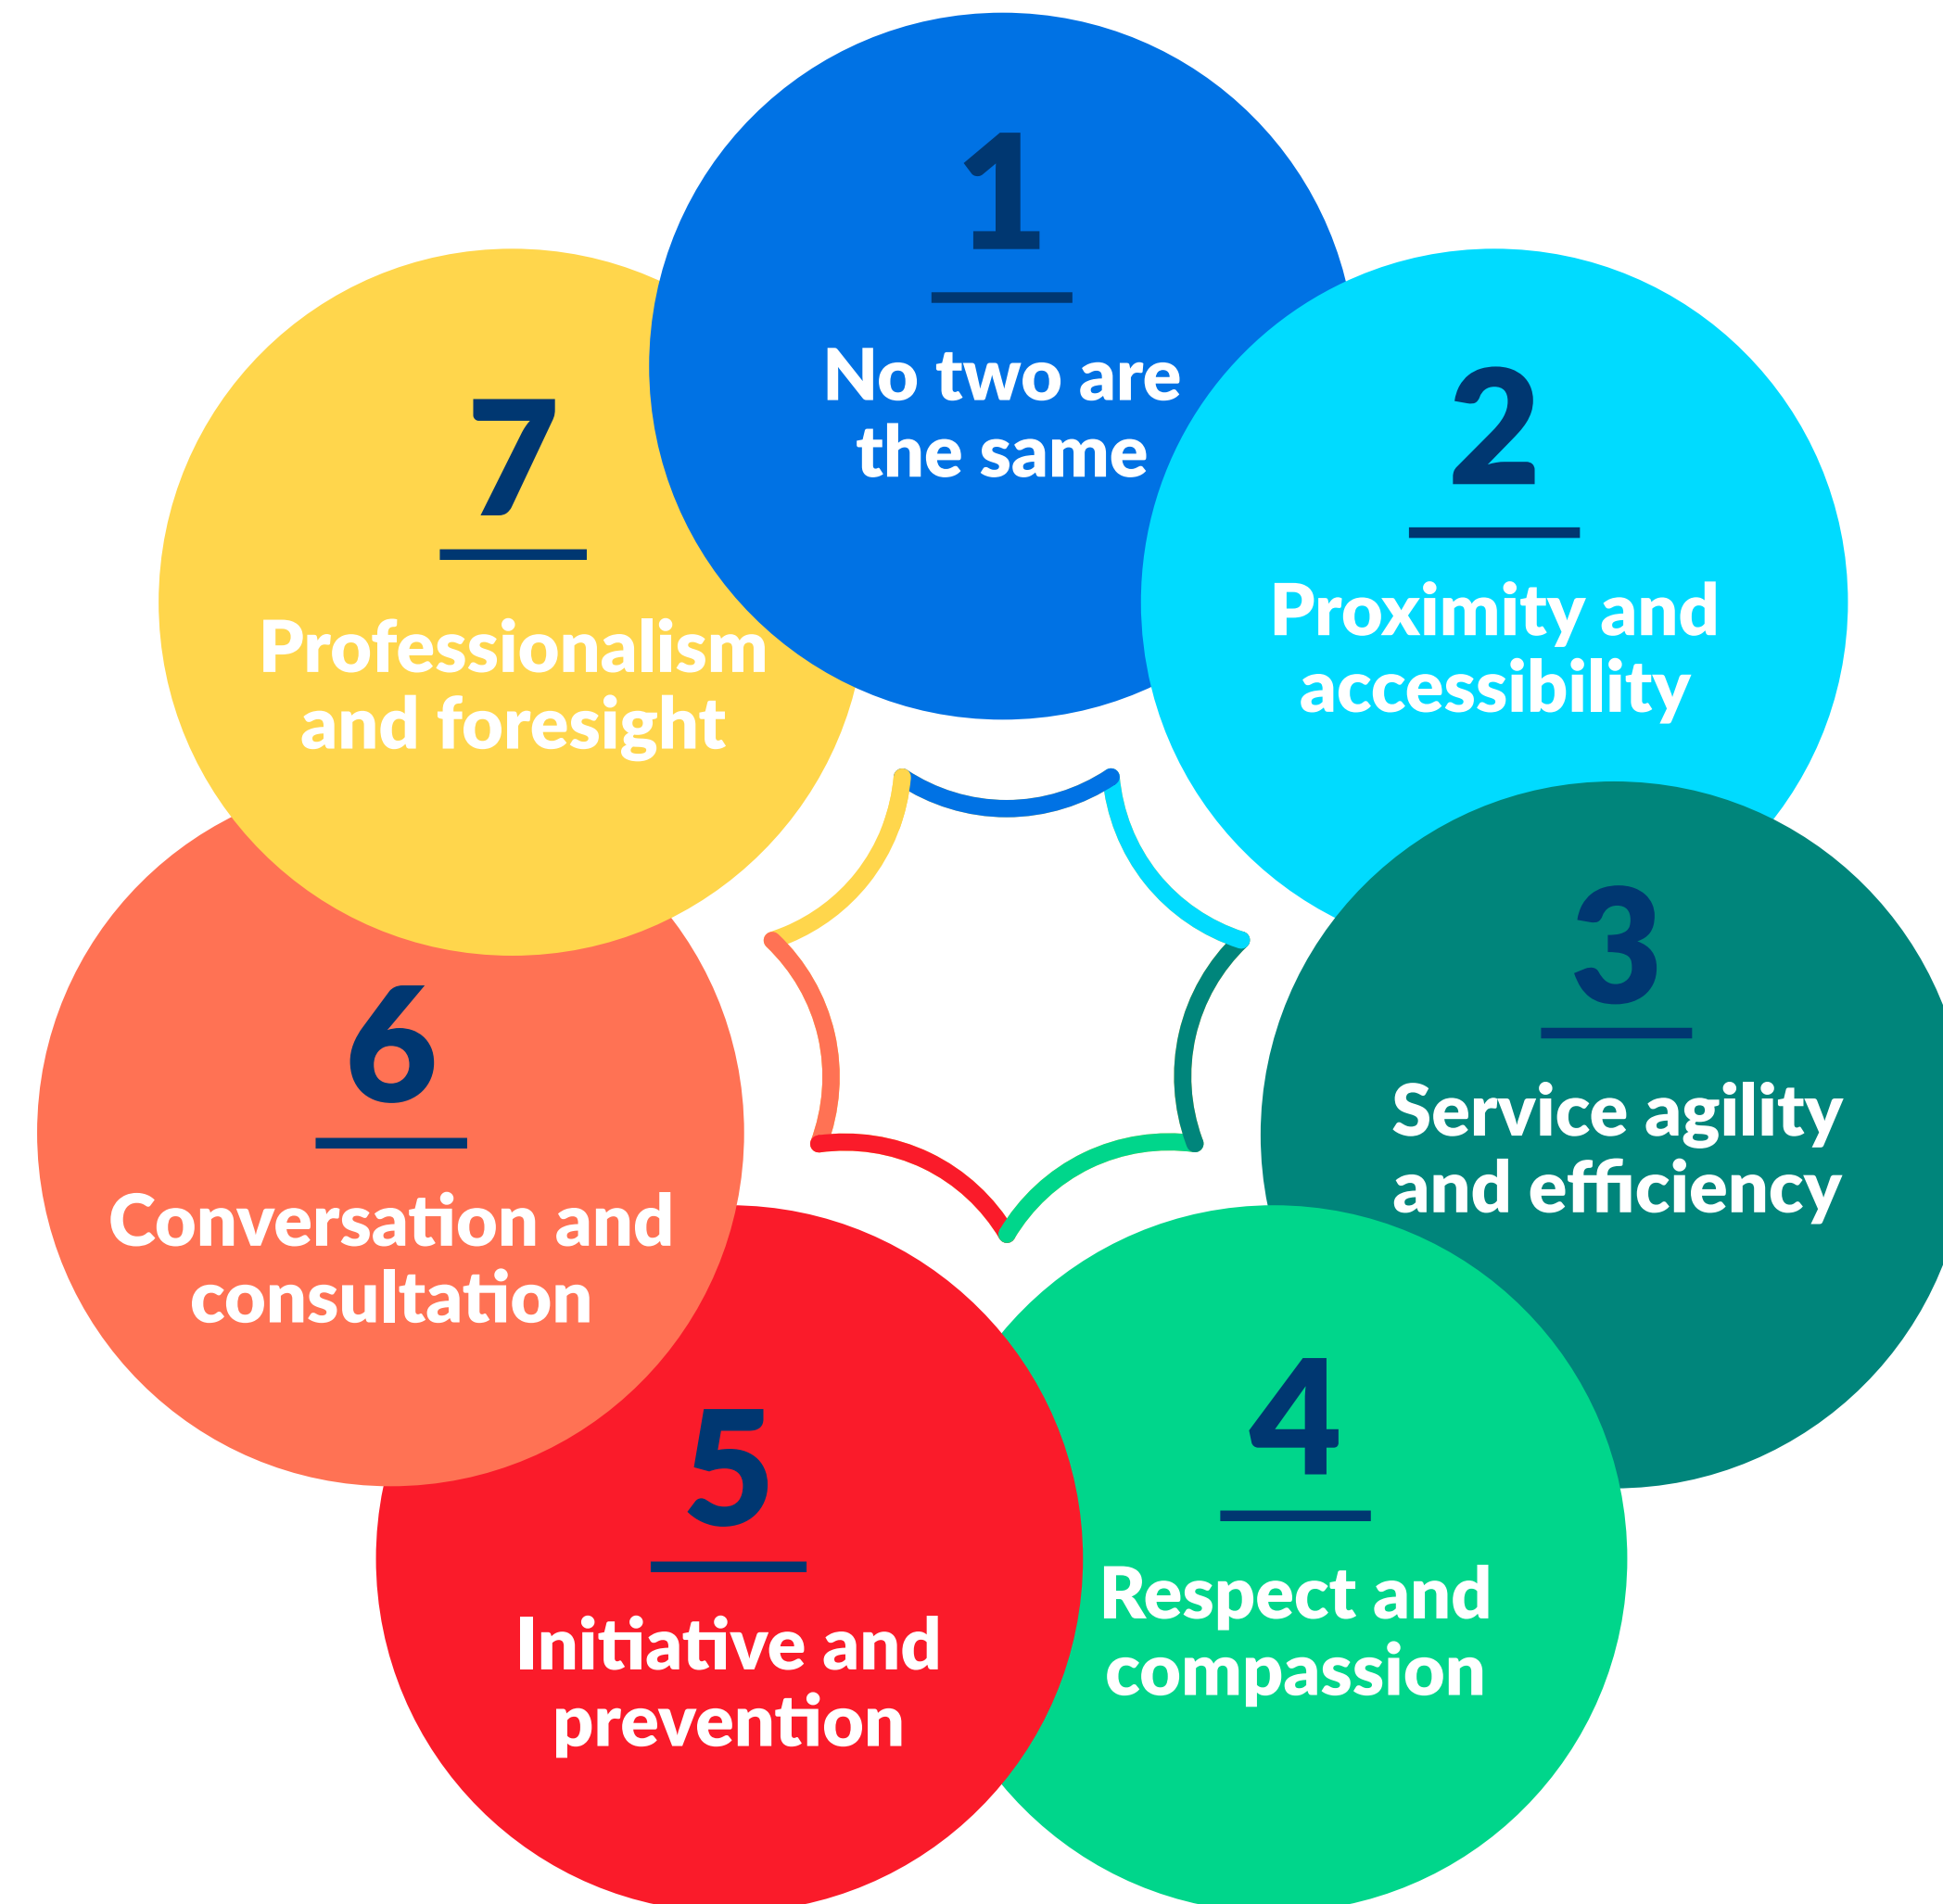 1
No two are
the same
2
Proximity and
accessibility
3
Service agility
and efficiency
4
Respect and
compassion
5
Initiative and
prevention
6
Conversation and
consultation
7
Professionalism
and foresight